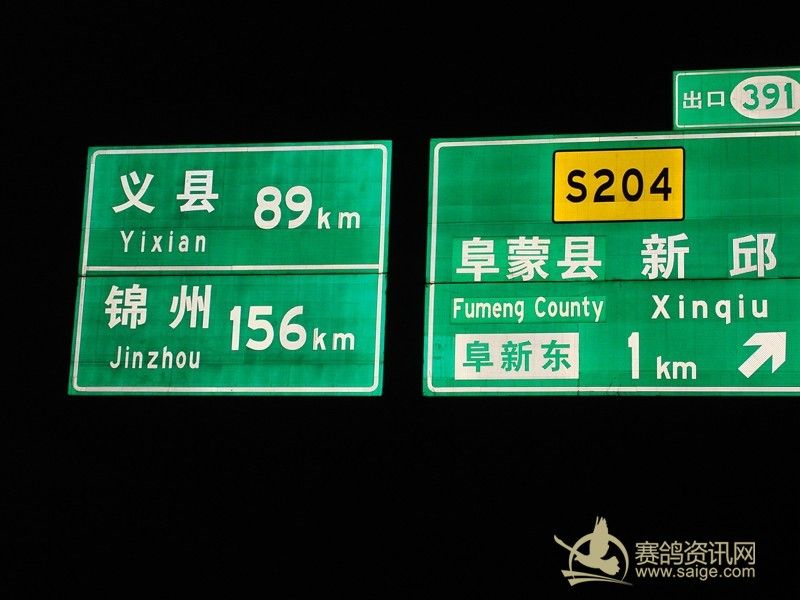 义县 89km
Yixian
锦州 156km
Jinzhou
出口 391
S204
阜蒙县 新邱
Fumeng County Xinqiu
阜新东 1km
赛鸽资讯网
www.saige.com